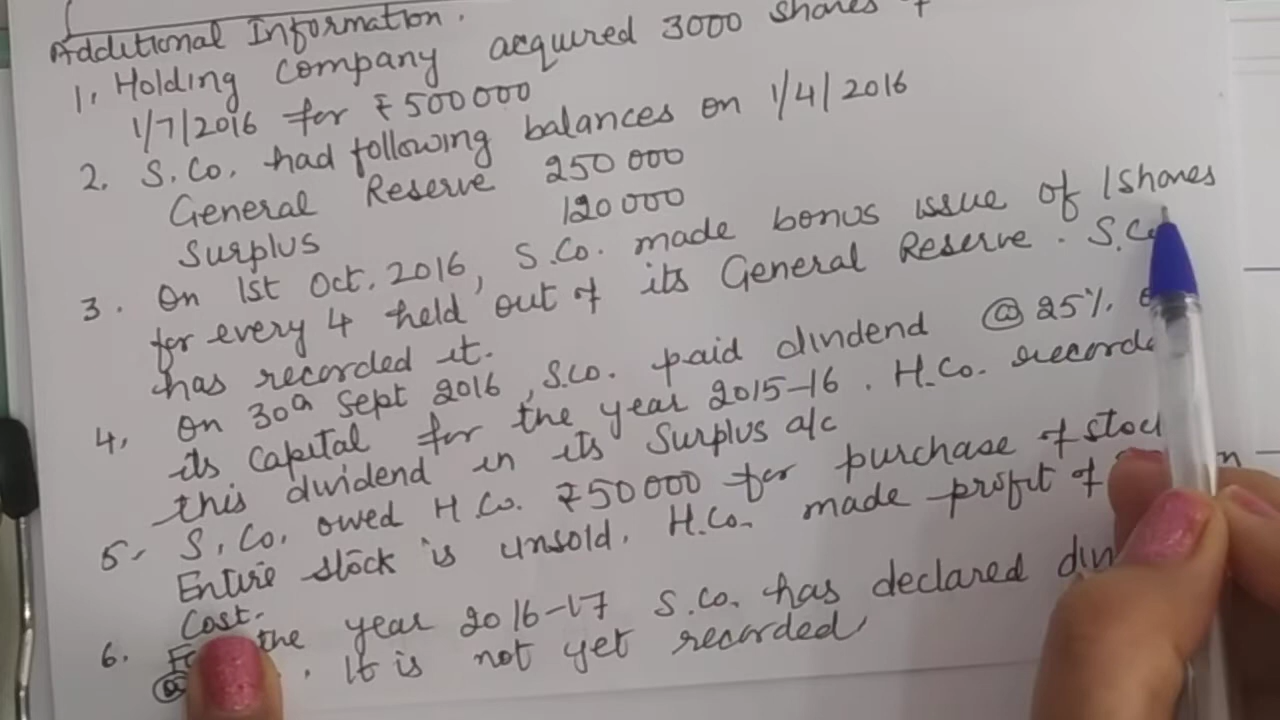 Additional Information.
1, Holding Company acquired 3000 shares
1/7/2016 for ₹500000
2. S.Co. had following balances on 1/4/2016
General Reserve 250 000
Surplus 120000
3. On 1st Oct. 2016, S.Co. made bonus issue of 1 Shares
for every 4 held out of its General Reserve. S.Co
has recorded it.
4, On 30th Sept 2016, S.Co. paid dividend @ 25%
its Capital for the year 2015-16. H.Co. recorded
this dividend in its Surplus a/c
5- S.Co. owed H.Co. ₹50000 for purchase of stock
Entire stock is unsold. H.Co. made profit of
Cost.
6. the year 2016-17 S.Co. has declared
@ . It is not yet recorded